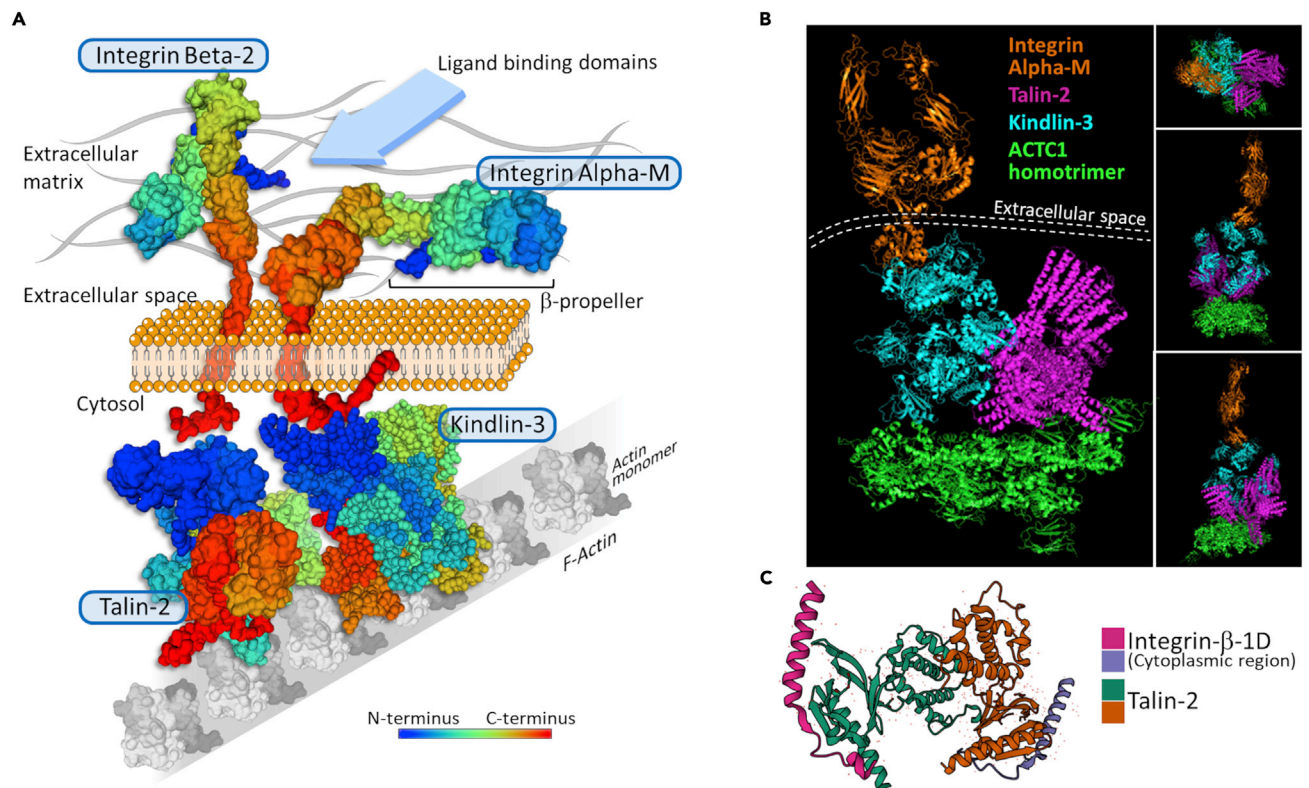 A
Integrin Beta-2
Ligand binding domains
Extracellular
matrix
Integrin Alpha-M
Extracellular space
β-propeller
Cytosol
Kindlin-3
Actin
monomer
F-Actin
Talin-2
N-terminus C-terminus
B
Integrin
Alpha-M
Talin-2
Kindlin-3
ACTC1
homotrimer
Extracellular space
C
Integrin-β-1D
(Cytoplasmic region)
Talin-2